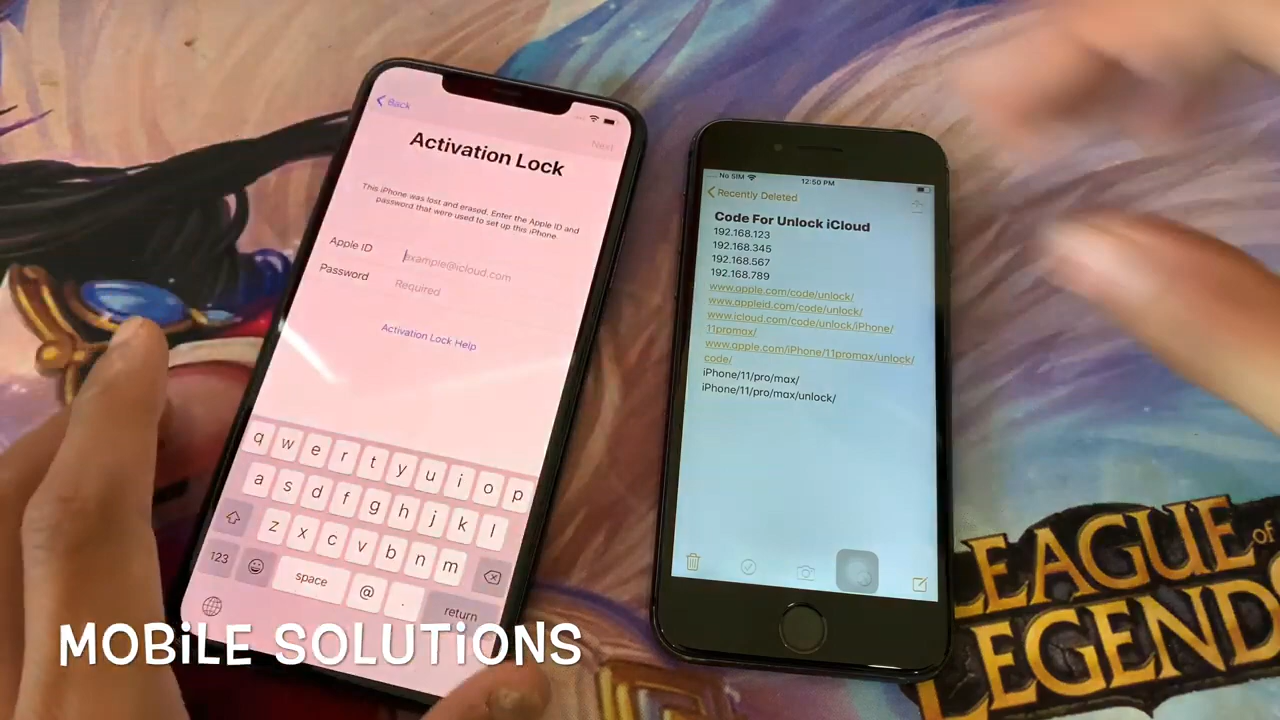 Back
Next
Activation Lock
This iPhone was lost and erased. Enter the Apple ID and
password that were used to set up this iPhone.
Apple ID example@icloud.com
Password Required
Activation Lock Help
q w e r t y u i o p
a s d f g h j k l
z x c v b n m
123 space @ . return
No SIM 12:50 PM
Recently Deleted
Code For Unlock iCloud
192.168.123
192.168.345
192.168.567
192.168.789
www.apple.com/code/unlock/
www.appleid.com/code/unlock/
www.icloud.com/code/unlock/iPhone/
11promax/
www.apple.com/iPhone/11promax/unlock/
code/
iPhone/11/pro/max/
iPhone/11/pro/max/unlock/
LEAGUE of
LEGENDS
MOBiLE SOLUTiONS